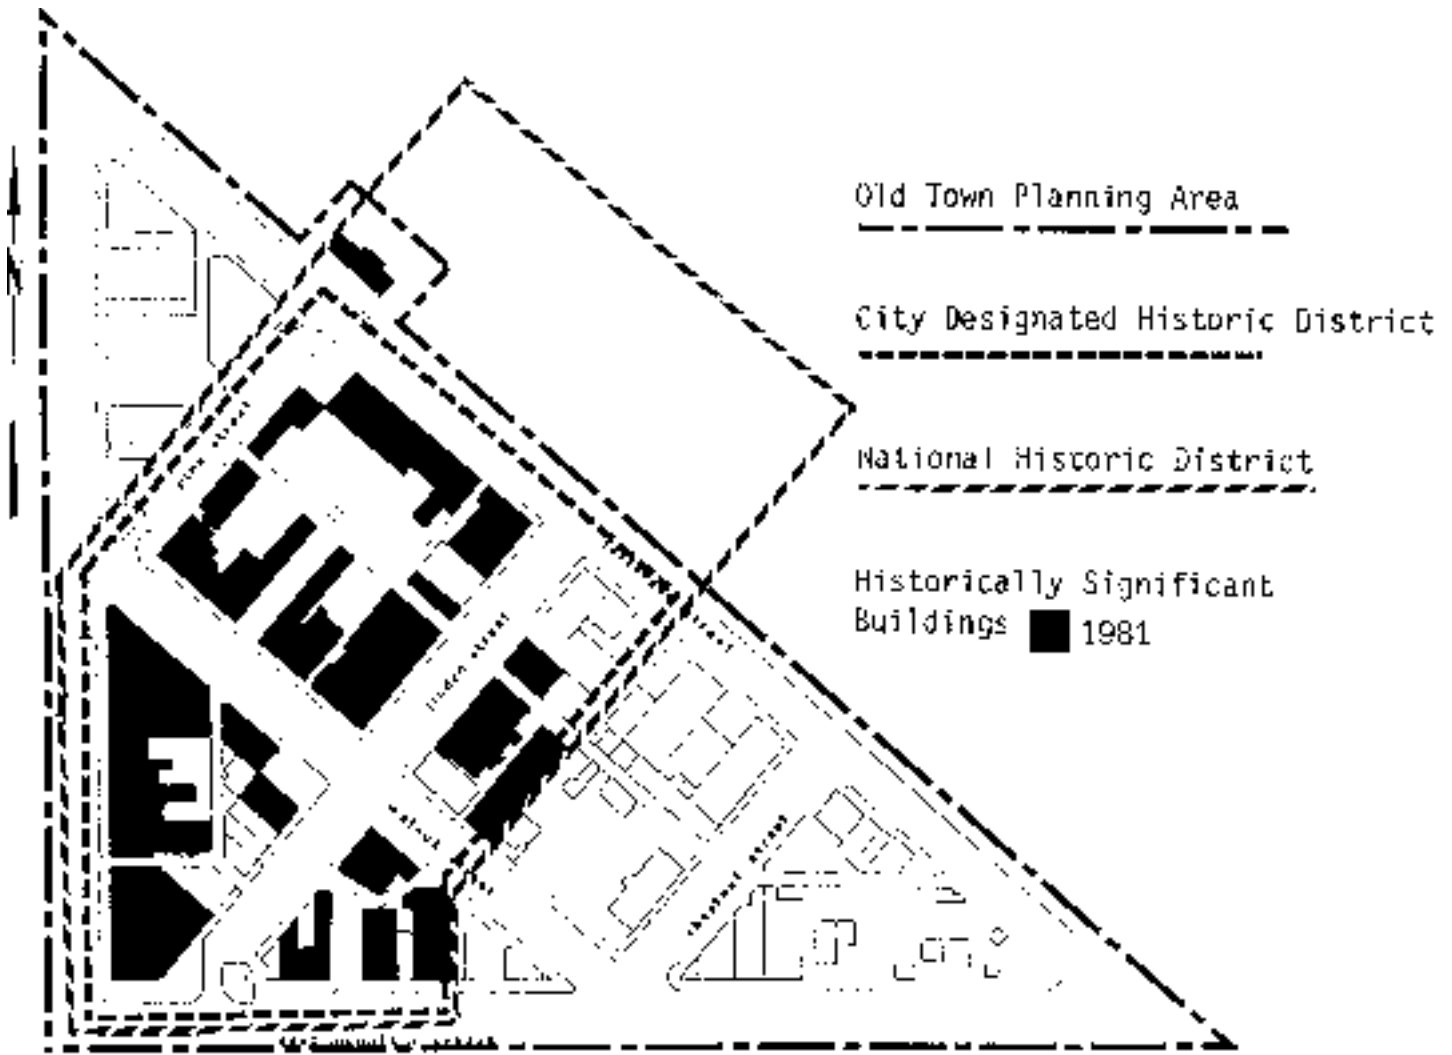 Old Town Planning Area
City Designated Historic District
National Historic District
Historically Significant
Buildings 1981